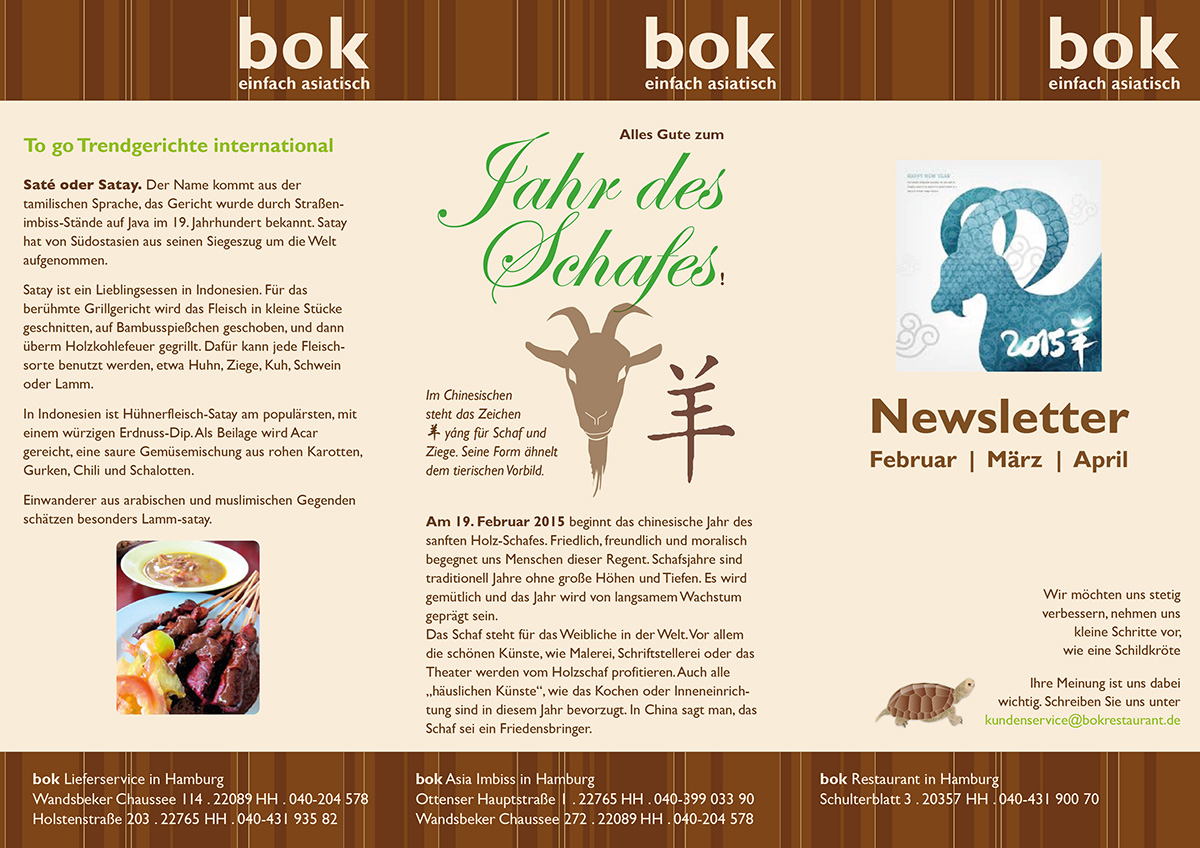 bok
einfach asiatisch
To go Trendgerichte international
Saté oder Satay. Der Name kommt aus der
tamilischen Sprache, das Gericht wurde durch Straßen-
imbiss-Stände auf Java im 19. Jahrhundert bekannt. Satay
hat von Südostasien aus seinen Siegeszug um die Welt
aufgenommen.
Satay ist ein Lieblingsessen in Indonesien. Für das
berühmte Grillgericht wird das Fleisch in kleine Stücke
geschnitten, auf Bambusspießchen geschoben, und dann
überm Holzkohlefeuer gegrillt. Dafür kann jede Fleisch-
sorte benutzt werden, etwa Huhn, Ziege, Kuh, Schwein
oder Lamm.
In Indonesien ist Hühnerfleisch-Satay am populärsten, mit
einem würzigen Erdnuss-Dip. Als Beilage wird Acar
gereicht, eine saure Gemüsemischung aus rohen Karotten,
Gurken, Chili und Schalotten.
Einwanderer aus arabischen und muslimischen Gegenden
schätzen besonders Lamm-satay.
bok Lieferservice in Hamburg
Wandsbeker Chaussee 114 . 22089 HH . 040-204 578
Holstenstraße 203 . 22765 HH . 040-431 935 82
bok
einfach asiatisch
Alles Gute zum
Jahr des
Schafes!
羊
Im Chinesischen
steht das Zeichen
羊 yáng für Schaf und
Ziege. Seine Form ähnelt
dem tierischen Vorbild.
Am 19. Februar 2015 beginnt das chinesische Jahr des
sanften Holz-Schafes. Friedlich, freundlich und moralisch
begegnet uns Menschen dieser Regent. Schafsjahre sind
traditionell Jahre ohne große Höhen und Tiefen. Es wird
gemütlich und das Jahr wird von langsamem Wachstum
geprägt sein.
Das Schaf steht für das Weibliche in der Welt. Vor allem
die schönen Künste, wie Malerei, Schriftstellerei oder das
Theater werden vom Holzschaf profitieren. Auch alle
„häuslichen Künste“, wie das Kochen oder Inneneinrich-
tung sind in diesem Jahr bevorzugt. In China sagt man, das
Schaf sei ein Friedensbringer.
bok Asia Imbiss in Hamburg
Ottenser Hauptstraße 1 . 22765 HH . 040-399 033 90
Wandsbeker Chaussee 272 . 22089 HH . 040-204 578
bok
einfach asiatisch
HAPPY NEW YEAR
2015羊
Newsletter
Februar | März | April
Wir möchten uns stetig
verbessern, nehmen uns
kleine Schritte vor,
wie eine Schildkröte
Ihre Meinung ist uns dabei
wichtig. Schreiben Sie uns unter
kundenservice@bokrestaurant.de
bok Restaurant in Hamburg
Schulterblatt 3 . 20357 HH . 040-431 900 70